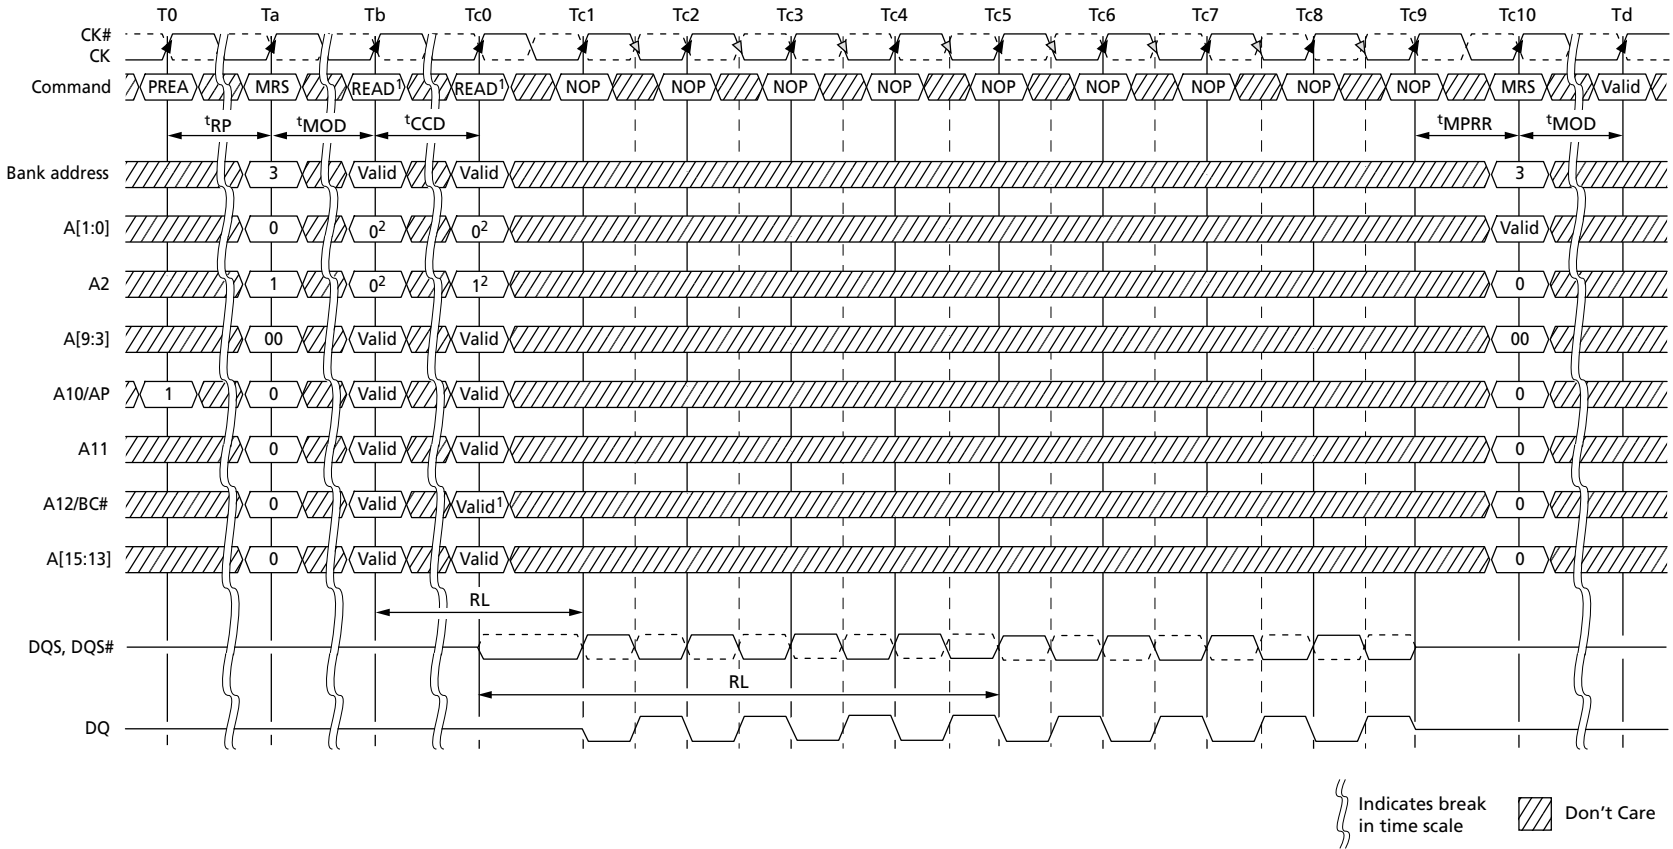 T0 Ta Tb Tc0 Tc1 Tc2 Tc3 Tc4 Tc5 Tc6 Tc7 Tc8 Tc9 Tc10 Td
CK#
CK
Command PREA MRS READ1 READ1 NOP NOP NOP NOP NOP NOP NOP NOP NOP MRS Valid
tRP tMOD tCCD tMPRR tMOD
Bank address 3 Valid Valid 3
A[1:0] 0 02 02 Valid
A2 1 02 12 0
A[9:3] 00 Valid Valid 00
A10/AP 1 0 Valid Valid 0
A11 0 Valid Valid 0
A12/BC# 0 Valid Valid1 0
A[15:13] 0 Valid Valid 0
RL
DQS, DQS#
RL
DQ
Indicates break
in time scale
Don't Care